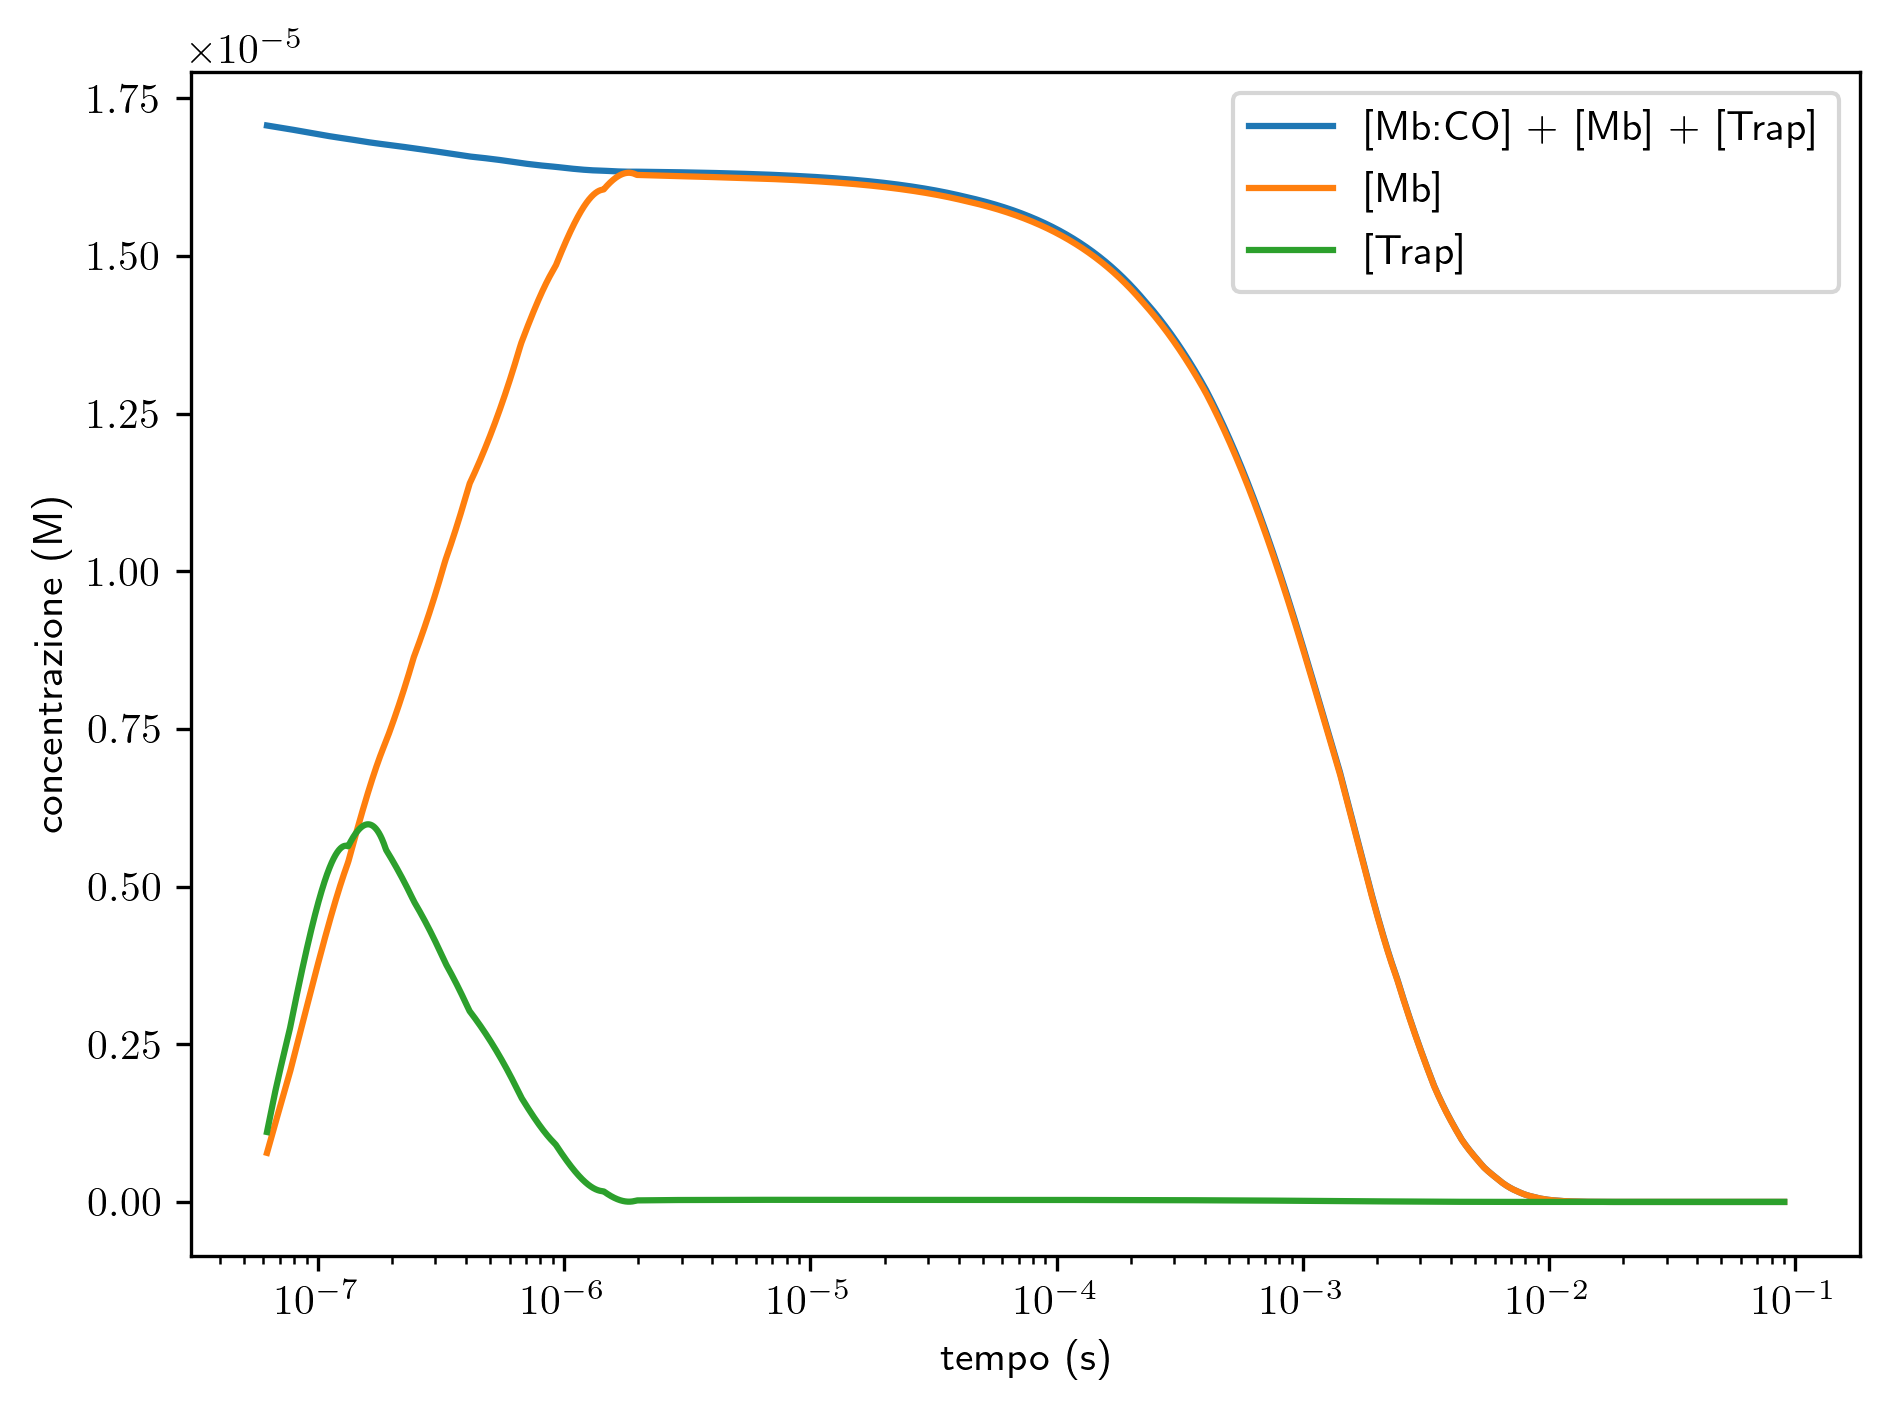 ×10⁻⁵
1.75
1.50
1.25
1.00
0.75
0.50
0.25
0.00
concentrazione (M)
[Mb:CO] + [Mb] + [Trap]
[Mb]
[Trap]
10⁻⁷ 10⁻⁶ 10⁻⁵ 10⁻⁴ 10⁻³ 10⁻² 10⁻¹
tempo (s)